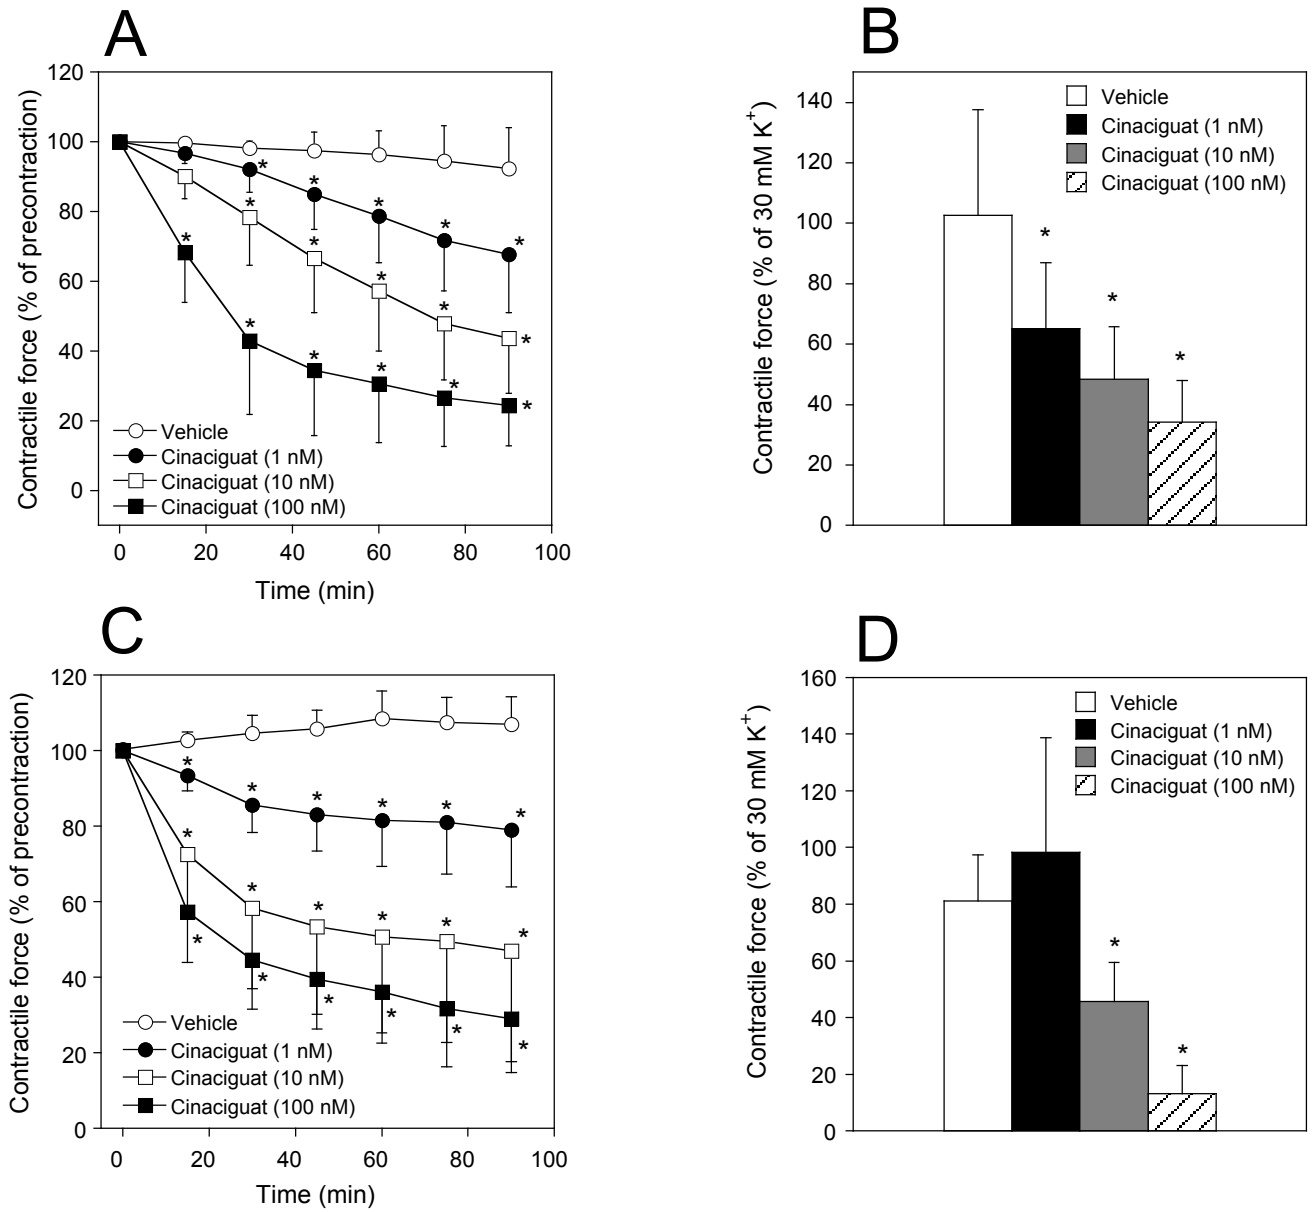 A
Contractile force (% of precontraction)
120
100
80
60
40
20
0
* * * * * *
* * * * *
* * * * * *
Vehicle
Cinaciguat (1 nM)
Cinaciguat (10 nM)
Cinaciguat (100 nM)
0 20 40 60 80 100
Time (min)
B
Contractile force (% of 30 mM K+)
140
120
100
80
60
40
20
0
Vehicle
Cinaciguat (1 nM)
Cinaciguat (10 nM)
Cinaciguat (100 nM)
* * *
C
Contractile force (% of precontraction)
120
100
80
60
40
20
0
* * * * * *
* * * * * *
* * * * * *
Vehicle
Cinaciguat (1 nM)
Cinaciguat (10 nM)
Cinaciguat (100 nM)
0 20 40 60 80 100
Time (min)
D
Contractile force (% of 30 mM K+)
160
140
120
100
80
60
40
20
0
Vehicle
Cinaciguat (1 nM)
Cinaciguat (10 nM)
Cinaciguat (100 nM)
* *